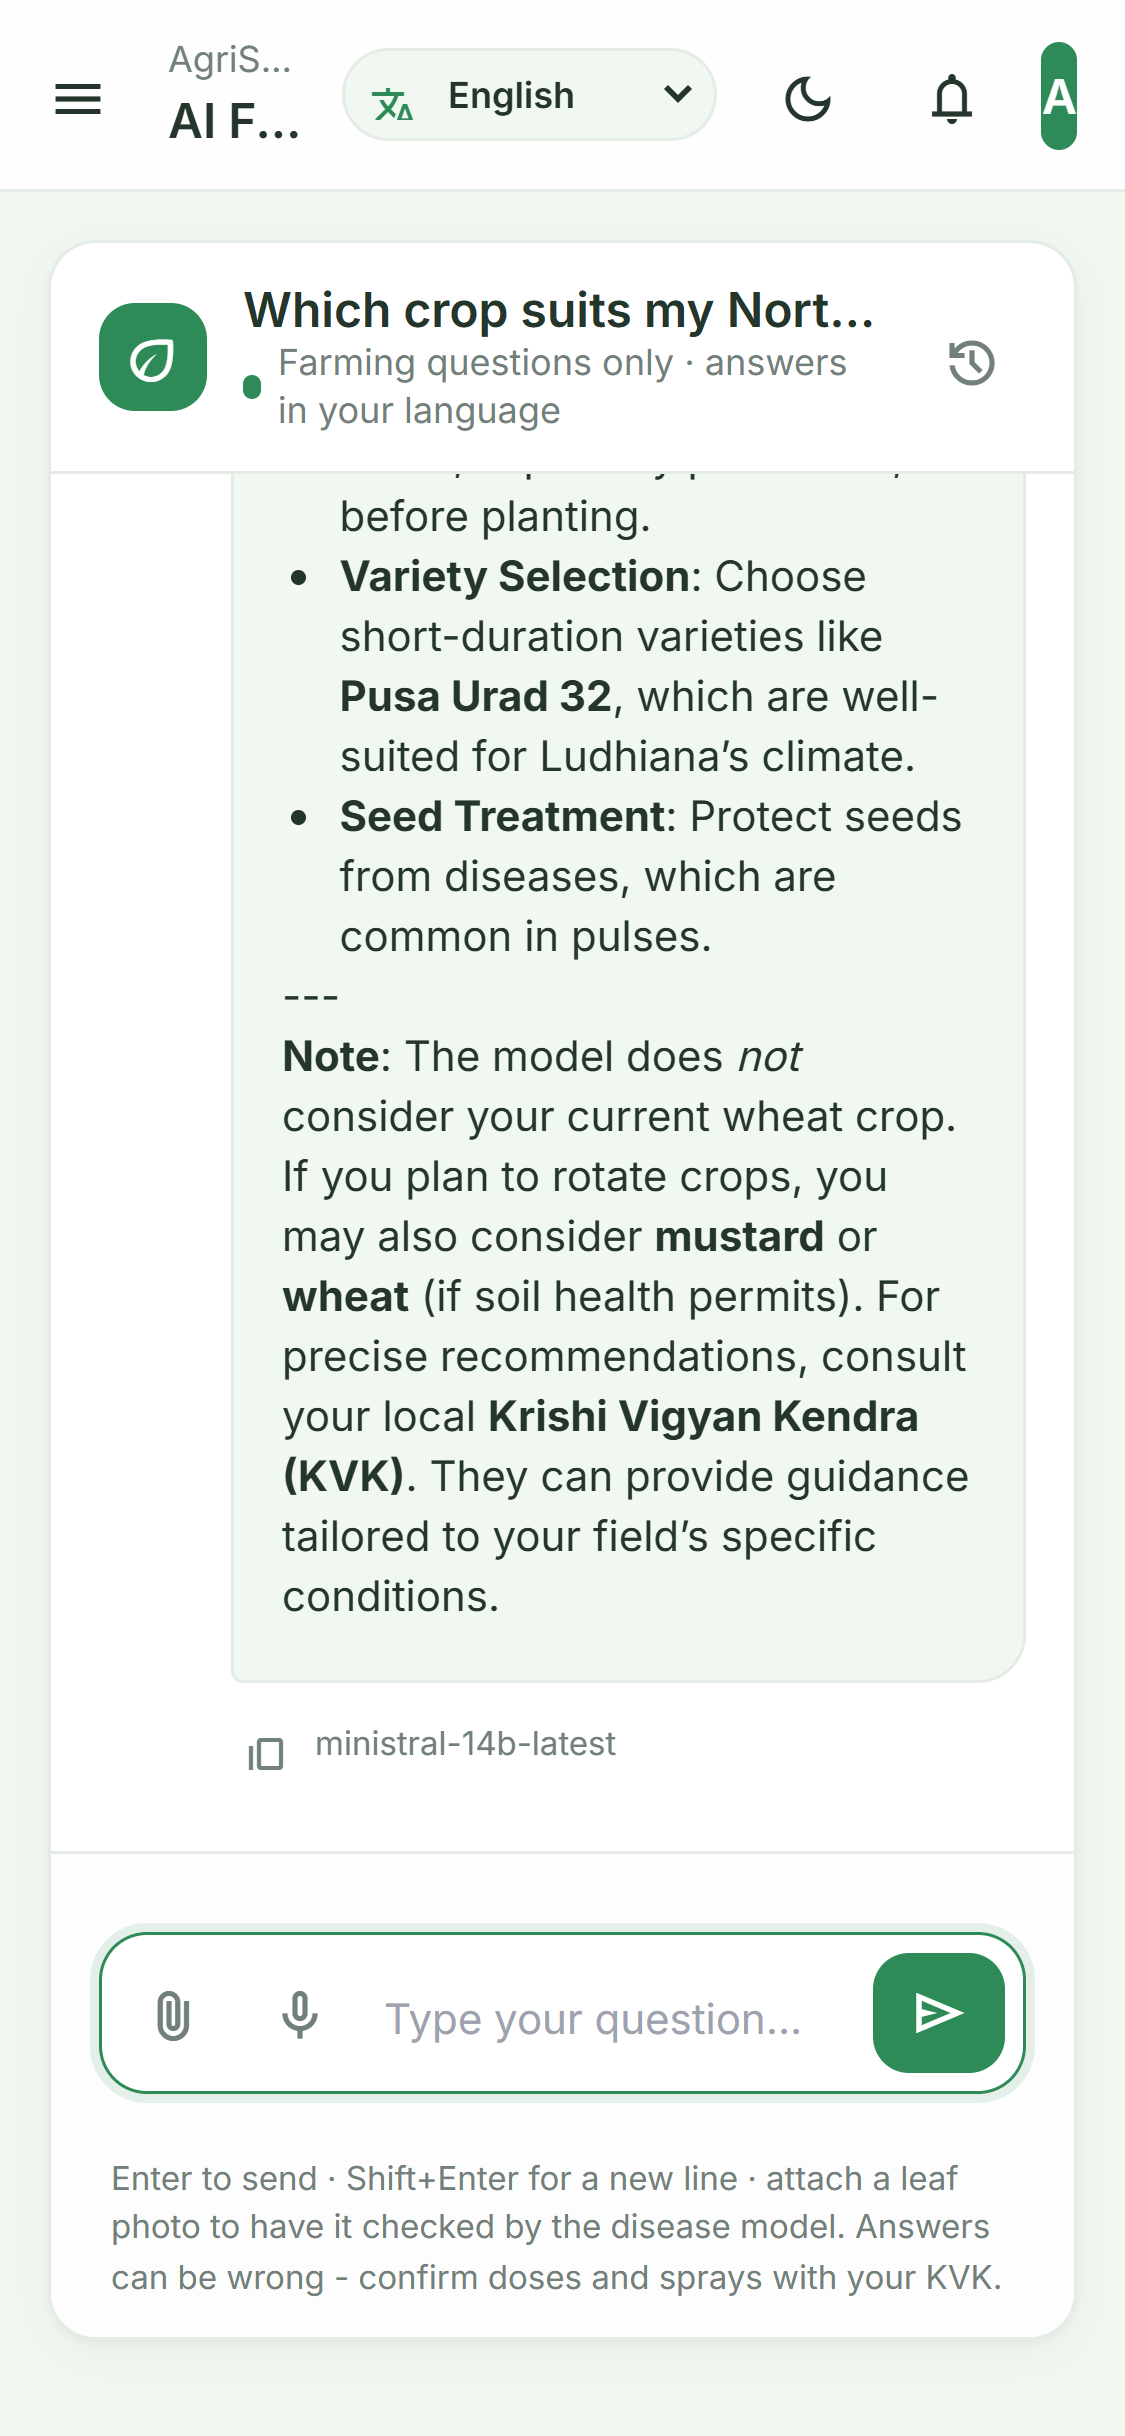 AgriS...
AI F...
English
A
Which crop suits my Nort...
Farming questions only · answers
in your language
before planting.
• Variety Selection: Choose
short-duration varieties like
Pusa Urad 32, which are well-
suited for Ludhiana’s climate.
• Seed Treatment: Protect seeds
from diseases, which are
common in pulses.
---
Note: The model does not
consider your current wheat crop.
If you plan to rotate crops, you
may also consider mustard or
wheat (if soil health permits). For
precise recommendations, consult
your local Krishi Vigyan Kendra
(KVK). They can provide guidance
tailored to your field’s specific
conditions.
ministral-14b-latest
Type your question...
Enter to send · Shift+Enter for a new line · attach a leaf
photo to have it checked by the disease model. Answers
can be wrong - confirm doses and sprays with your KVK.